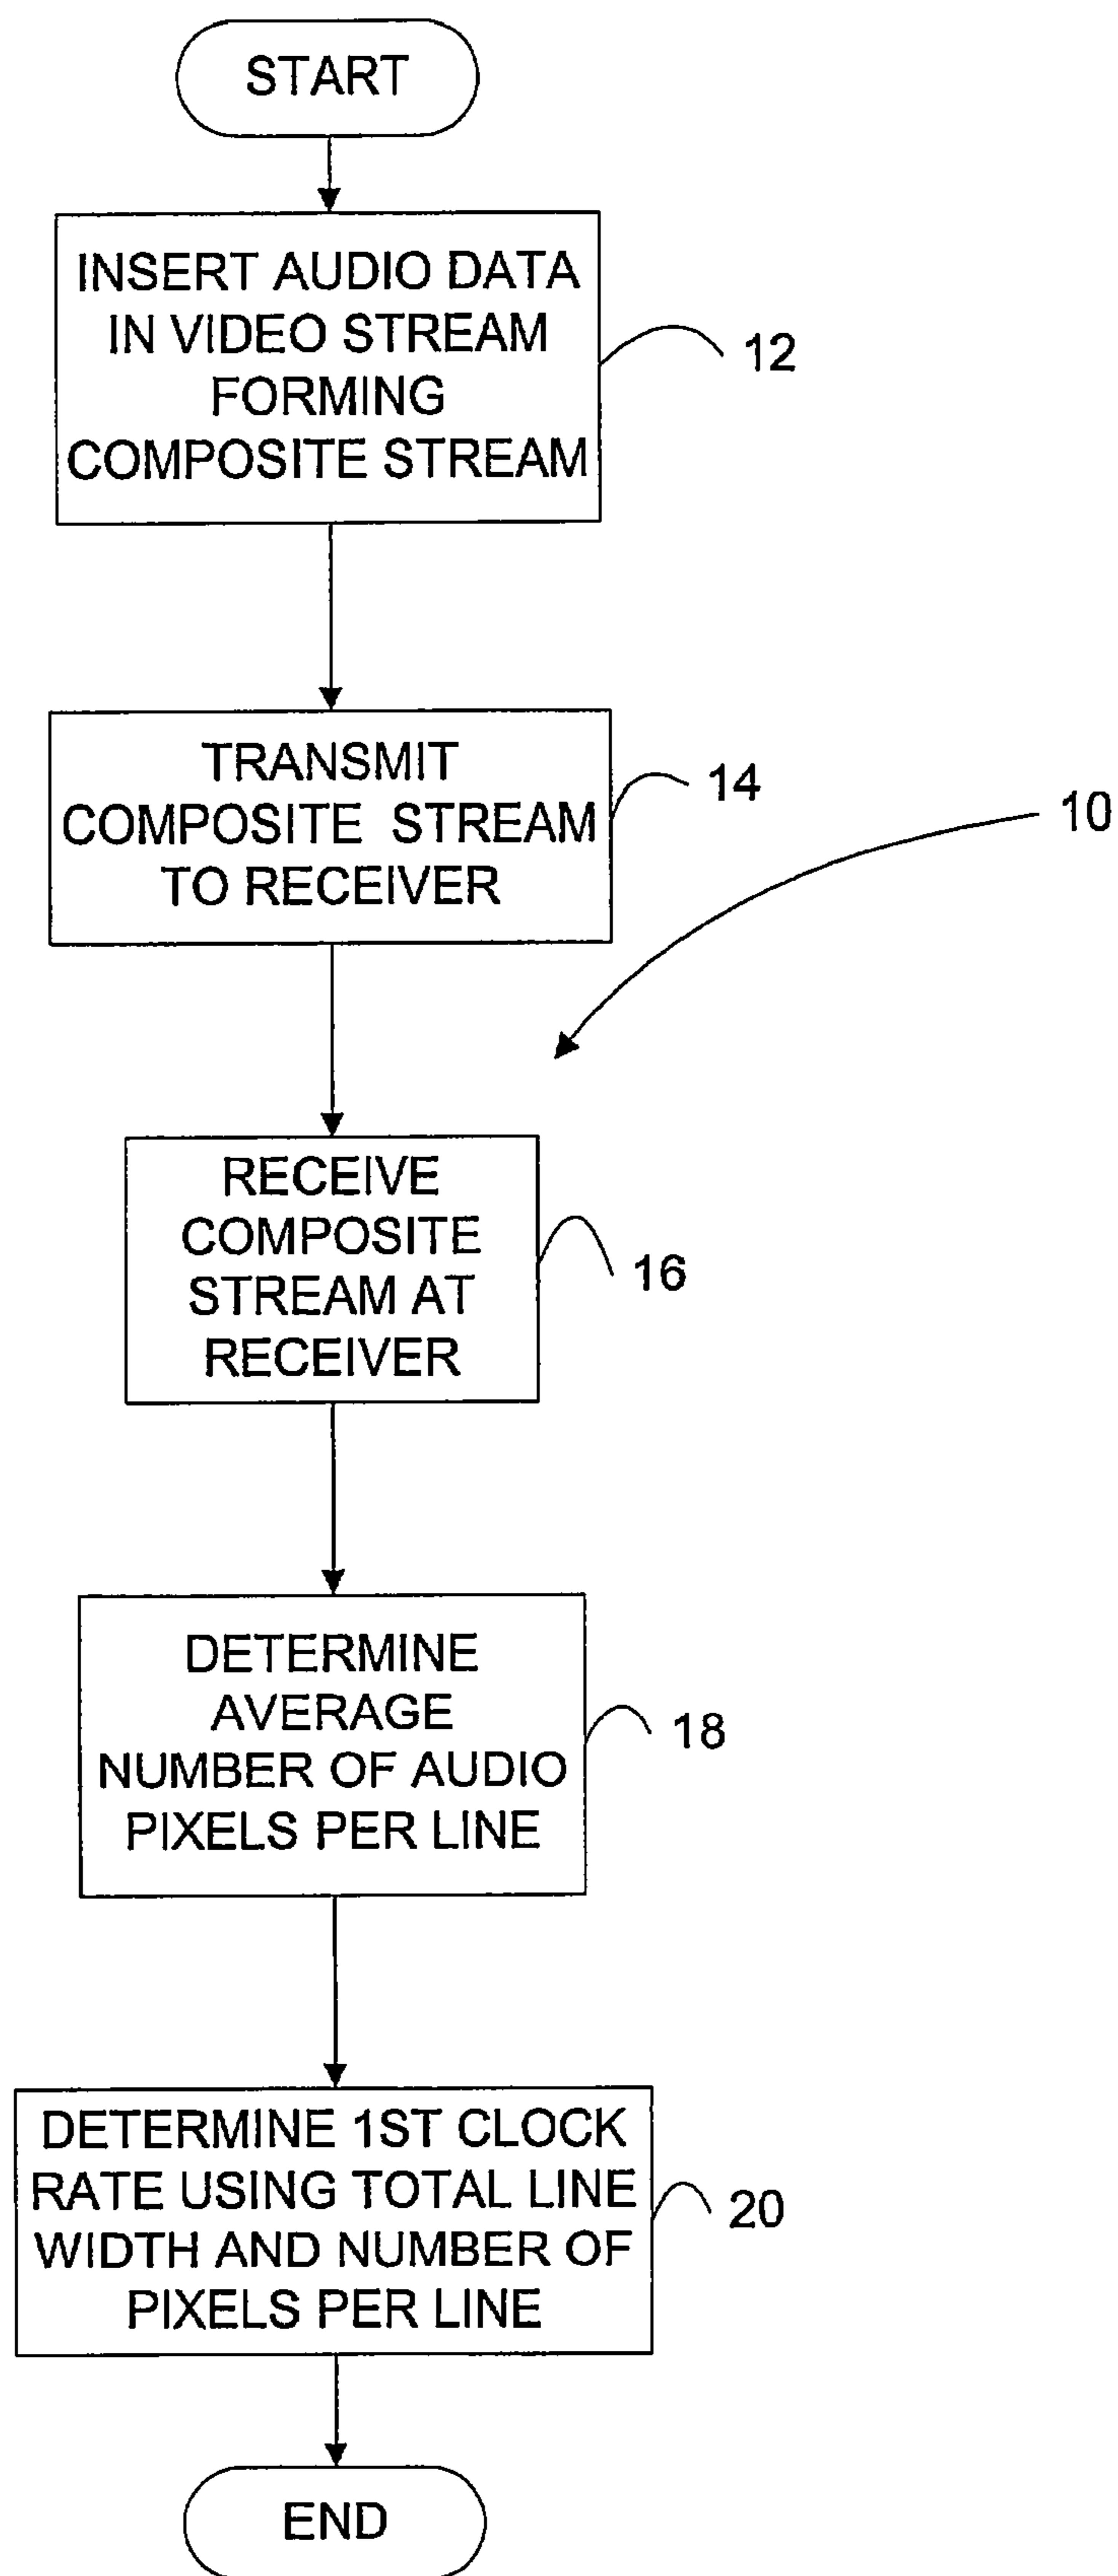 START
INSERT AUDIO DATA
IN VIDEO STREAM
FORMING
COMPOSITE STREAM
12
TRANSMIT
COMPOSITE STREAM
TO RECEIVER
14
10
RECEIVE
COMPOSITE
STREAM AT
RECEIVER
16
DETERMINE
AVERAGE
NUMBER OF AUDIO
PIXELS PER LINE
18
DETERMINE 1ST CLOCK
RATE USING TOTAL LINE
WIDTH AND NUMBER OF
PIXELS PER LINE
20
END